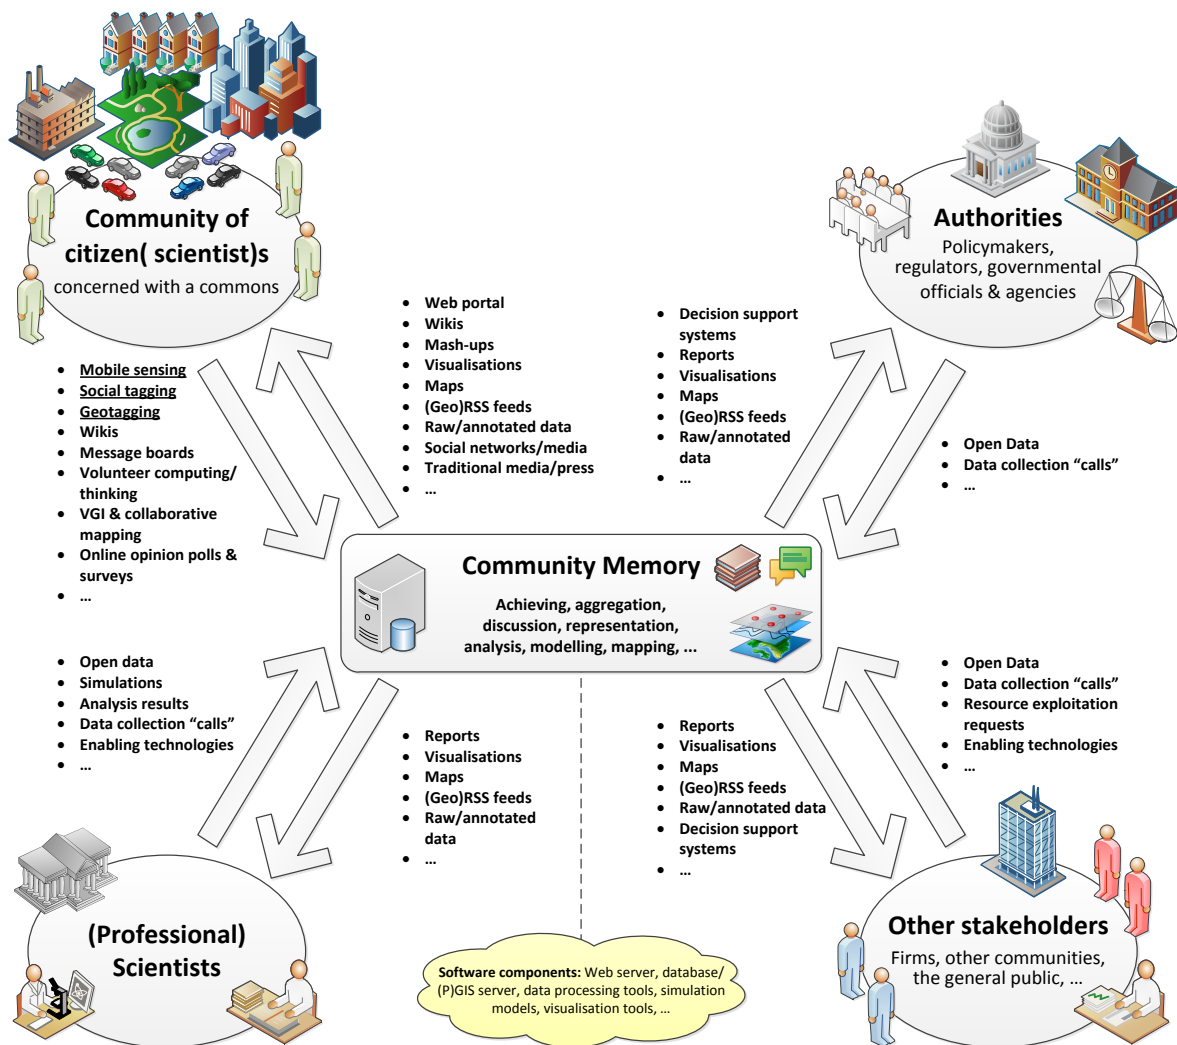 Community of
citizen( scientist)s
concerned with a commons
Authorities
Policymakers,
regulators, governmental
officials & agencies
• Web portal
• Wikis
• Mash-ups
• Visualisations
• Maps
• (Geo)RSS feeds
• Raw/annotated data
• Social networks/media
• Traditional media/press
• ...
• Decision support
systems
• Reports
• Visualisations
• Maps
• (Geo)RSS feeds
• Raw/annotated
data
• ...
• Mobile sensing
• Social tagging
• Geotagging
• Wikis
• Message boards
• Volunteer computing/
thinking
• VGI & collaborative
mapping
• Online opinion polls &
surveys
• ...
• Open Data
• Data collection “calls”
• ...
Community Memory
Achieving, aggregation,
discussion, representation,
analysis, modelling, mapping, ...
• Open data
• Simulations
• Analysis results
• Data collection “calls”
• Enabling technologies
• ...
• Reports
• Visualisations
• Maps
• (Geo)RSS feeds
• Raw/annotated
data
• ...
• Reports
• Visualisations
• Maps
• (Geo)RSS feeds
• Raw/annotated data
• Decision support
systems
• ...
• Open Data
• Data collection “calls”
• Resource exploitation
requests
• Enabling technologies
• ...
(Professional)
Scientists
Software components: Web server, database/
(P)GIS server, data processing tools, simulation
models, visualisation tools, ...
Other stakeholders
Firms, other communities,
the general public, ...